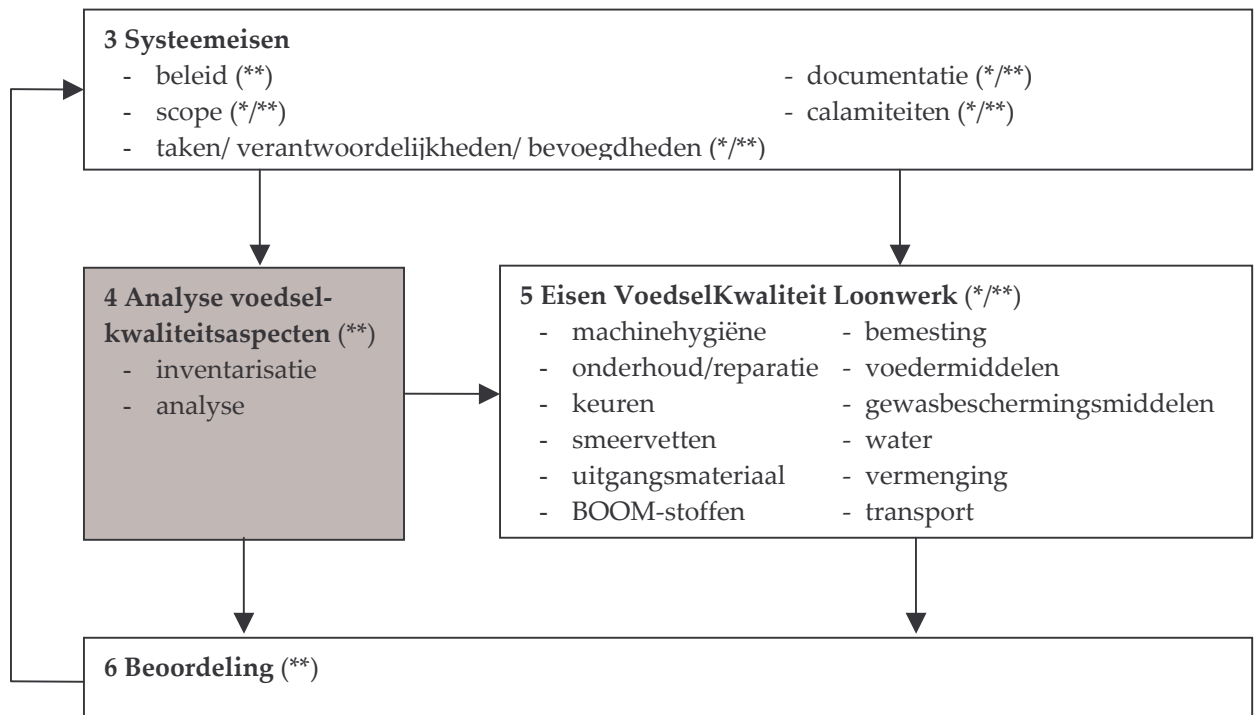 3 Systeemeisen
- beleid (**)
- documentatie (*/**)
- scope (*/**)
- calamiteiten (*/**)
- taken/ verantwoordelijkheden/ bevoegdheden (*/**)
4 Analyse voedsel-
kwaliteitsaspecten (**)
- inventarisatie
- analyse
5 Eisen VoedselKwaliteit Loonwerk (*/**)
- machinehygiëne
- onderhoud/reparatie
- keuren
- smeervetten
- uitgangsmateriaal
- BOOM-stoffen
- bemesting
- voedermiddelen
- gewasbeschermingsmiddelen
- water
- vermenging
- transport
6 Beoordeling (**)